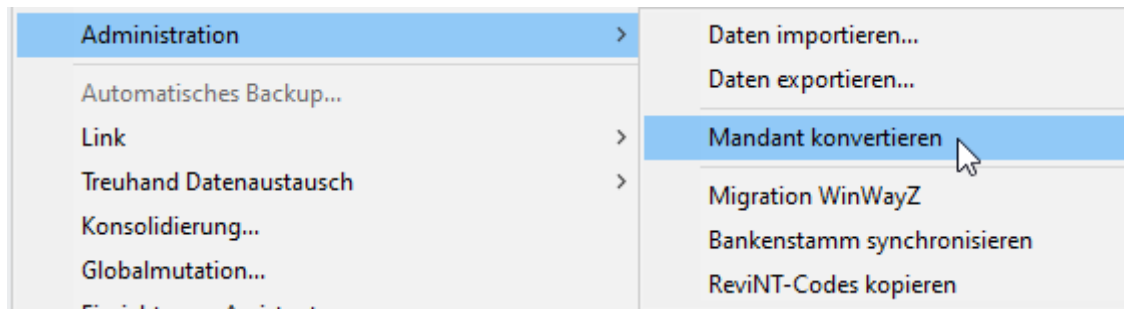 Administration
Automatisches Backup...
Link
Treuhand Datenaustausch
Konsolidierung...
Globalmutation...
Daten importieren...
Daten exportieren...
Mandant konvertieren
Migration WinWayZ
Bankenstamm synchronisieren
ReviNT-Codes kopieren